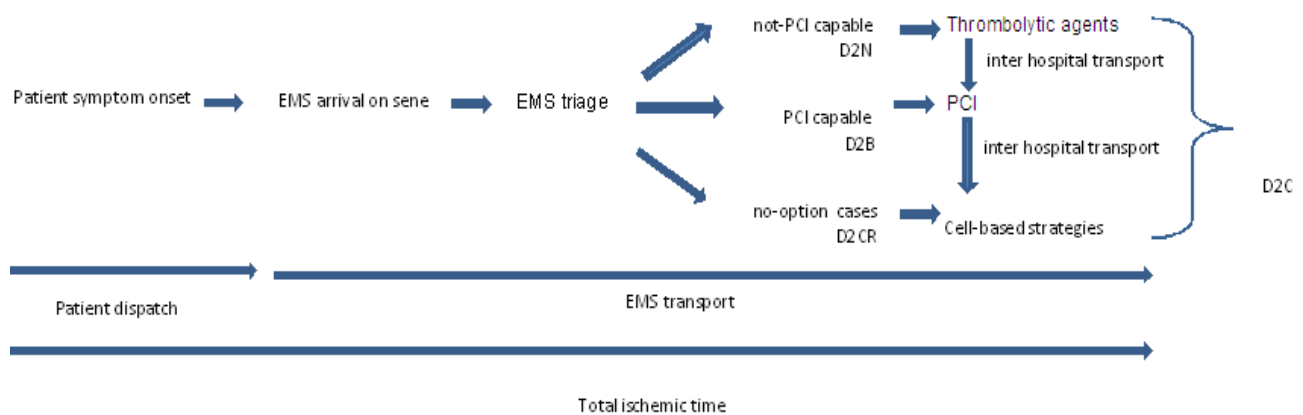 not-PCI capable
D2N
Thrombolytic agents
inter hospital transport
Patient symptom onset
EMS arrival on sene
EMS triage
PCI capable
D2B
PCI
inter hospital transport
D2C
no-option cases
D2CR
Cell-based strategies
Patient dispatch
EMS transport
Total ischemic time